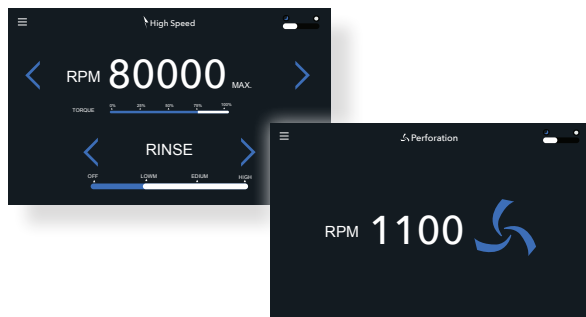 High Speed
RPM 80000 MAX.
TORQUE 0% 25% 50% 75% 100%
RINSE
OFF LOWM EDIUM HIGH
Perforation
RPM 1100